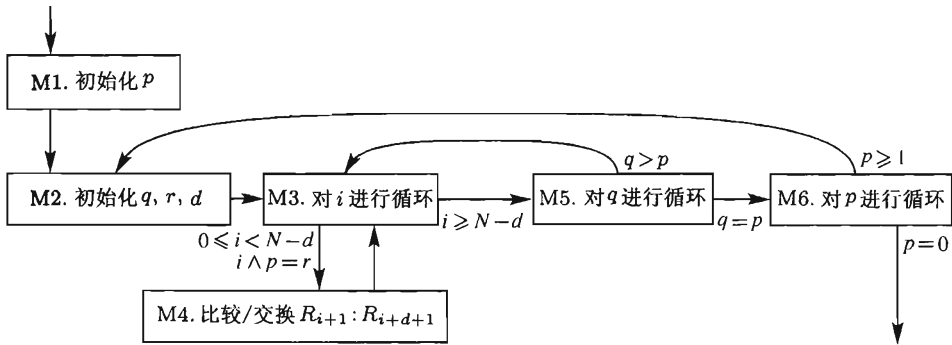 M1. 初始化 p
p ⩾ 1
q > p
M2. 初始化 q, r, d
M3. 对 i 进行循环
M5. 对 q 进行循环
M6. 对 p 进行循环
i ⩾ N−d
q = p
0 ⩽ i < N−d
i ∧ p = r
p = 0
M4. 比较/交换 R_{i+1} : R_{i+d+1}